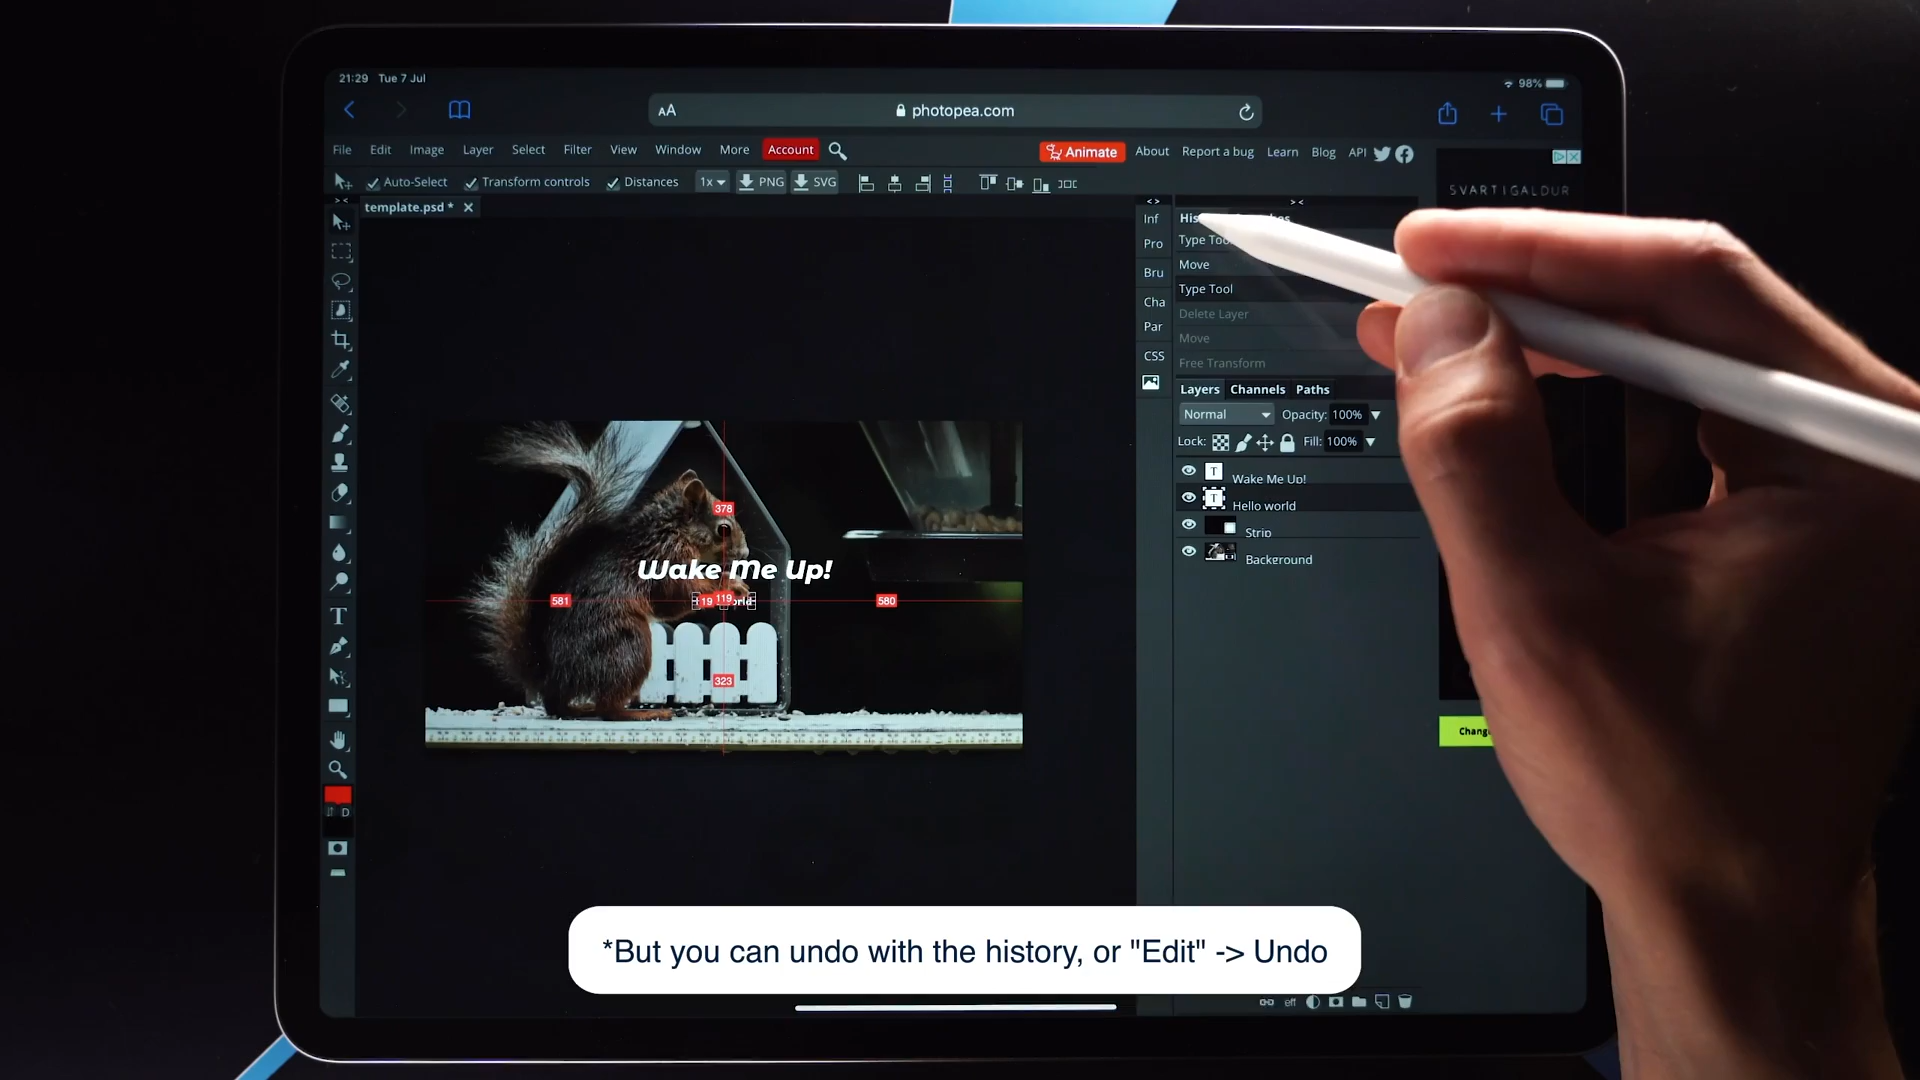 21:29 Tue 7 Jul
98%
AA photopea.com
File Edit Image Layer Select Filter View Window More Account
Animate About Report a bug Learn Blog API
Auto-Select Transform controls Distances 1x PNG SVG
SVARTIGALDUR
template.psd *
Inf
Pro
Bru
Cha
Par
CSS
Type Tool
Move
Type Tool
Delete Layer
Move
Free Transform
Layers Channels Paths
Normal Opacity: 100%
Lock: Fill: 100%
Wake Me Up!
Hello world
Strip
Background
378
Wake Me Up!
581 19 119 580
323
T
D
eff
*But you can undo with the history, or "Edit" -> Undo